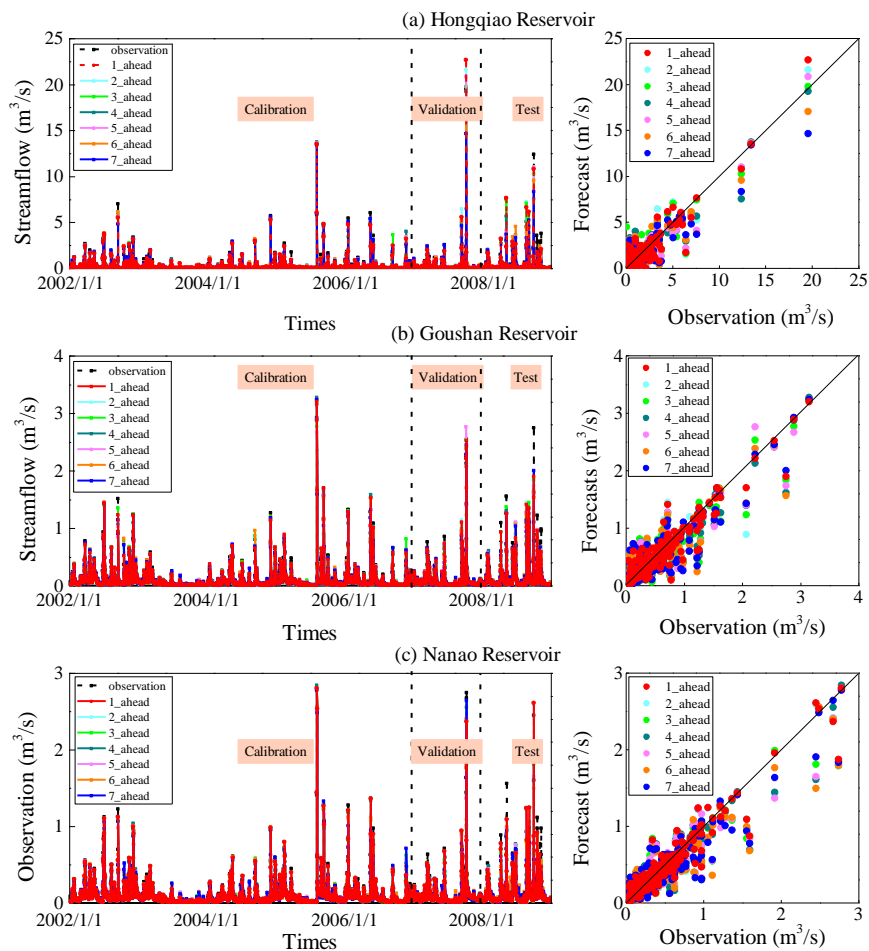 (a) Hongqiao Reservoir
Streamflow (m³/s)
25
20
15
10
5
0
observation
1_ahead
2_ahead
3_ahead
4_ahead
5_ahead
6_ahead
7_ahead
Calibration
Validation
Test
2002/1/1 2004/1/1 2006/1/1 2008/1/1
Times
Forecast (m³/s)
25
20
15
10
5
0
1_ahead
2_ahead
3_ahead
4_ahead
5_ahead
6_ahead
7_ahead
0 5 10 15 20 25
Observation (m³/s)
(b) Goushan Reservoir
Streamflow (m³/s)
4
3
2
1
0
observation
1_ahead
2_ahead
3_ahead
4_ahead
5_ahead
6_ahead
7_ahead
Calibration
Validation
Test
2002/1/1 2004/1/1 2006/1/1 2008/1/1
Times
Forecasts (m³/s)
4
3
2
1
0
1_ahead
2_ahead
3_ahead
4_ahead
5_ahead
6_ahead
7_ahead
0 1 2 3 4
Observation (m³/s)
(c) Nanao Reservoir
Observation (m³/s)
3
2
1
0
observation
1_ahead
2_ahead
3_ahead
4_ahead
5_ahead
6_ahead
7_ahead
Calibration
Validation
Test
2002/1/1 2004/1/1 2006/1/1 2008/1/1
Times
Forecast (m³/s)
3
2
1
0
1_ahead
2_ahead
3_ahead
4_ahead
5_ahead
6_ahead
7_ahead
0 1 2 3
Observation (m³/s)